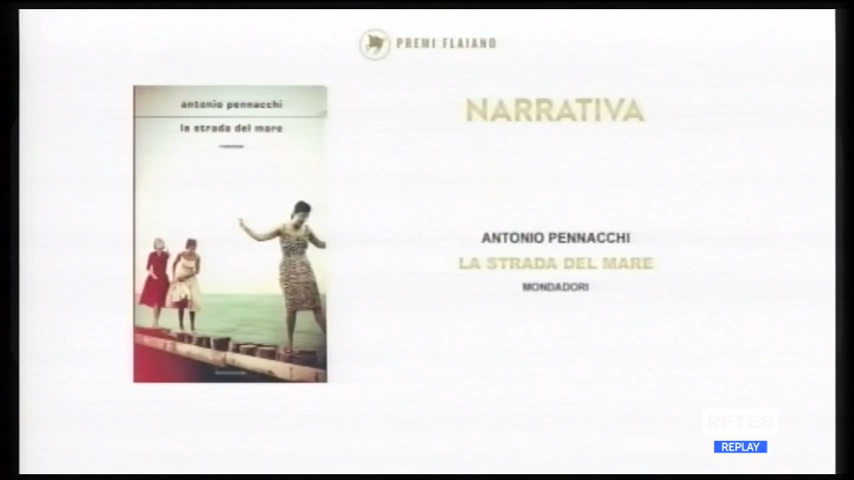 PREMI FLAIANO
antonio pennacchi
la strada del mare
NARRATIVA
ANTONIO PENNACCHI
LA STRADA DEL MARE
MONDADORI
RETE8
REPLAY